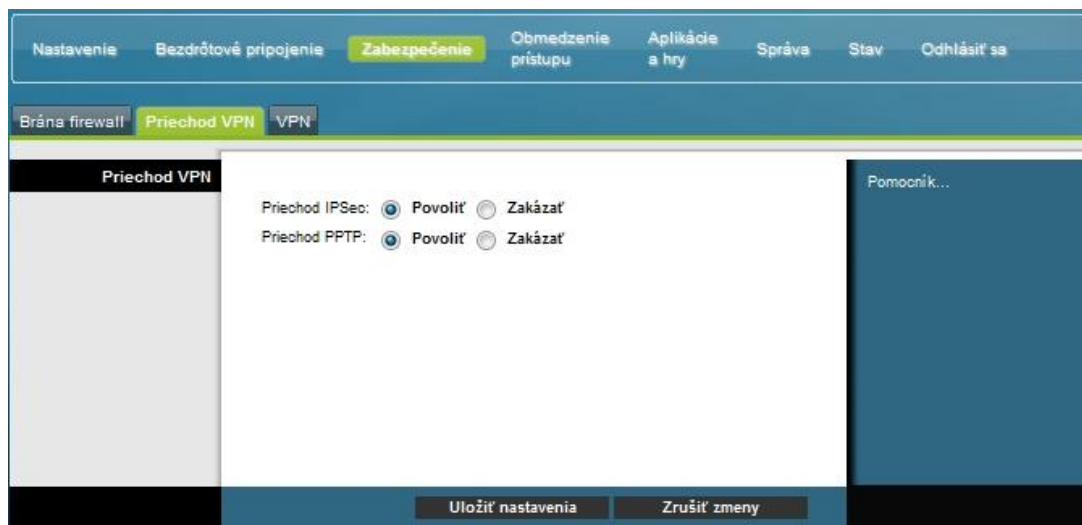 Nastavenie Bezdrôtové pripojenie Zabezpečenie Obmedzenie prístupu Aplikácie a hry Správa Stav Odhlásiť sa
Brána firewall Priechod VPN VPN
Priechod VPN
Pomocník...
Priechod IPSec: Povoliť Zakázať
Priechod PPTP: Povoliť Zakázať
Uložiť nastavenia Zrušiť zmeny